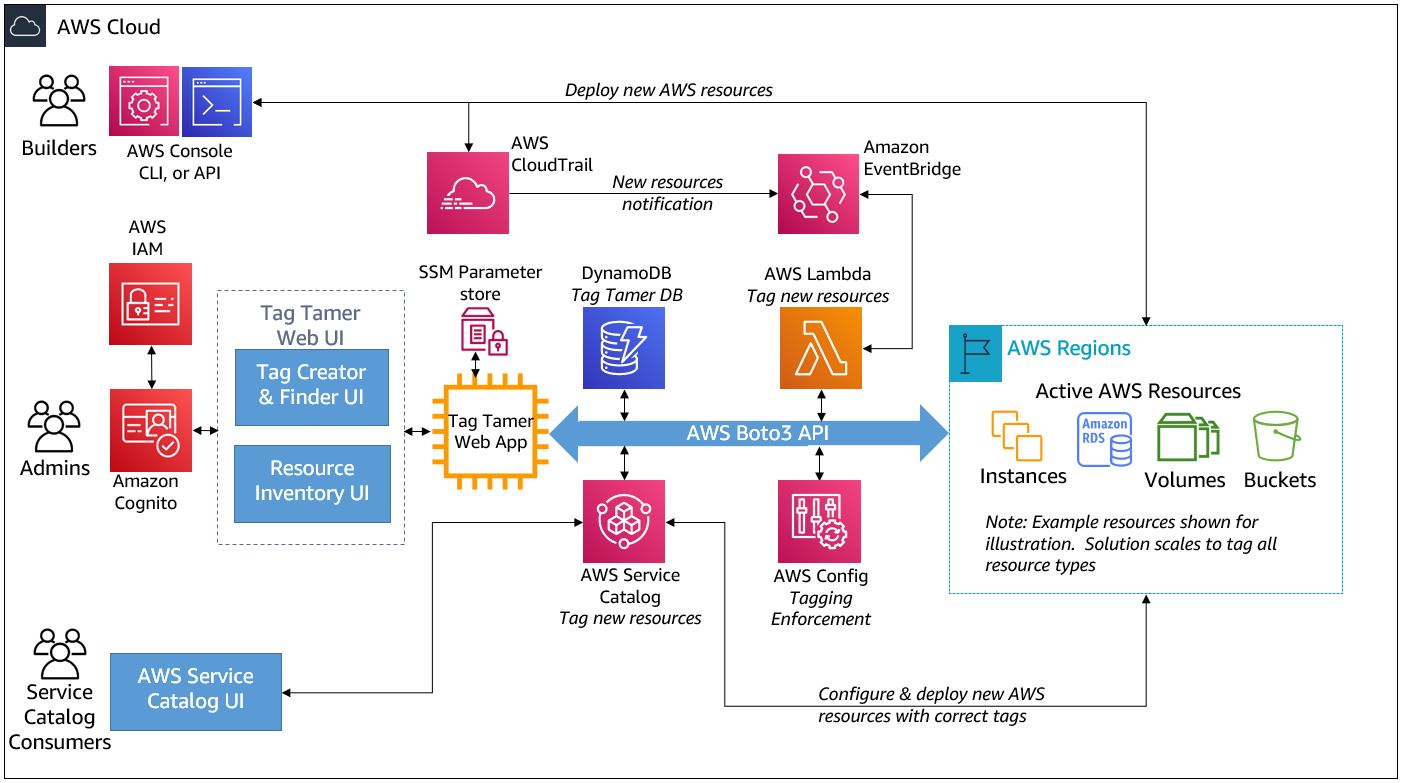 AWS Cloud
Builders
AWS Console
CLI, or API
Deploy new AWS resources
AWS
CloudTrail
New resources
notification
Amazon
EventBridge
AWS
IAM
SSM Parameter
store
DynamoDB
Tag Tamer DB
AWS Lambda
Tag new resources
Tag Tamer
Web UI
Tag Creator
& Finder UI
Resource
Inventory UI
Admins
Amazon
Cognito
Tag Tamer
Web App
AWS Boto3 API
AWS Regions
Active AWS Resources
Instances
Amazon
RDS
Volumes
Buckets
Note: Example resources shown for
illustration.  Solution scales to tag all
resource types
AWS Service
Catalog
Tag new resources
AWS Config
Tagging
Enforcement
Service
Catalog
Consumers
AWS Service
Catalog UI
Configure & deploy new AWS
resources with correct tags